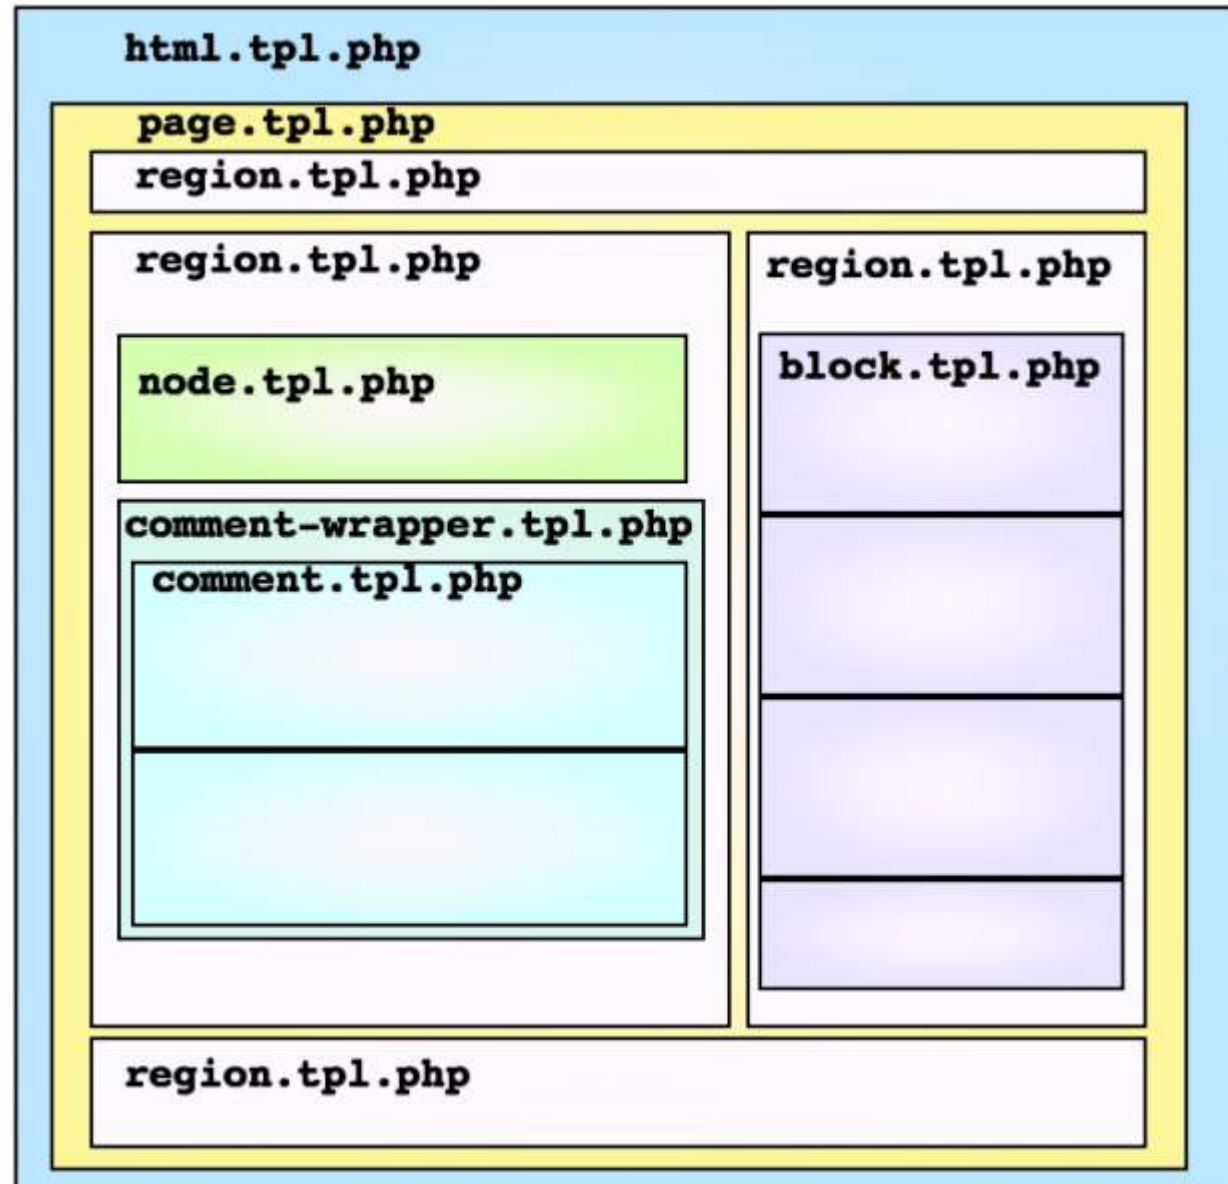 html.tpl.php
page.tpl.php
region.tpl.php
region.tpl.php
region.tpl.php
node.tpl.php
block.tpl.php
comment-wrapper.tpl.php
comment.tpl.php
region.tpl.php